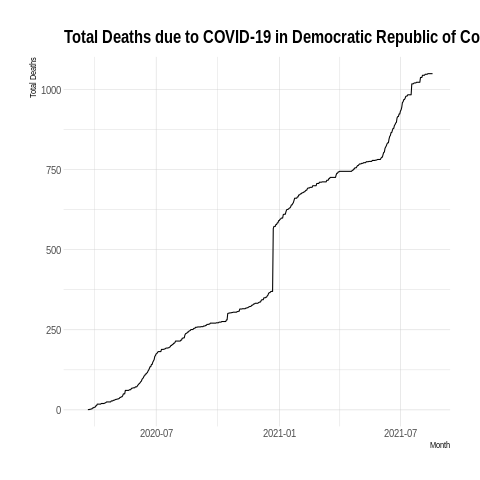 Total Deaths due to COVID-19 in Democratic Republic of Co
Total Deaths
1000
750
500
250
0
2020-07
2021-01
2021-07
Month